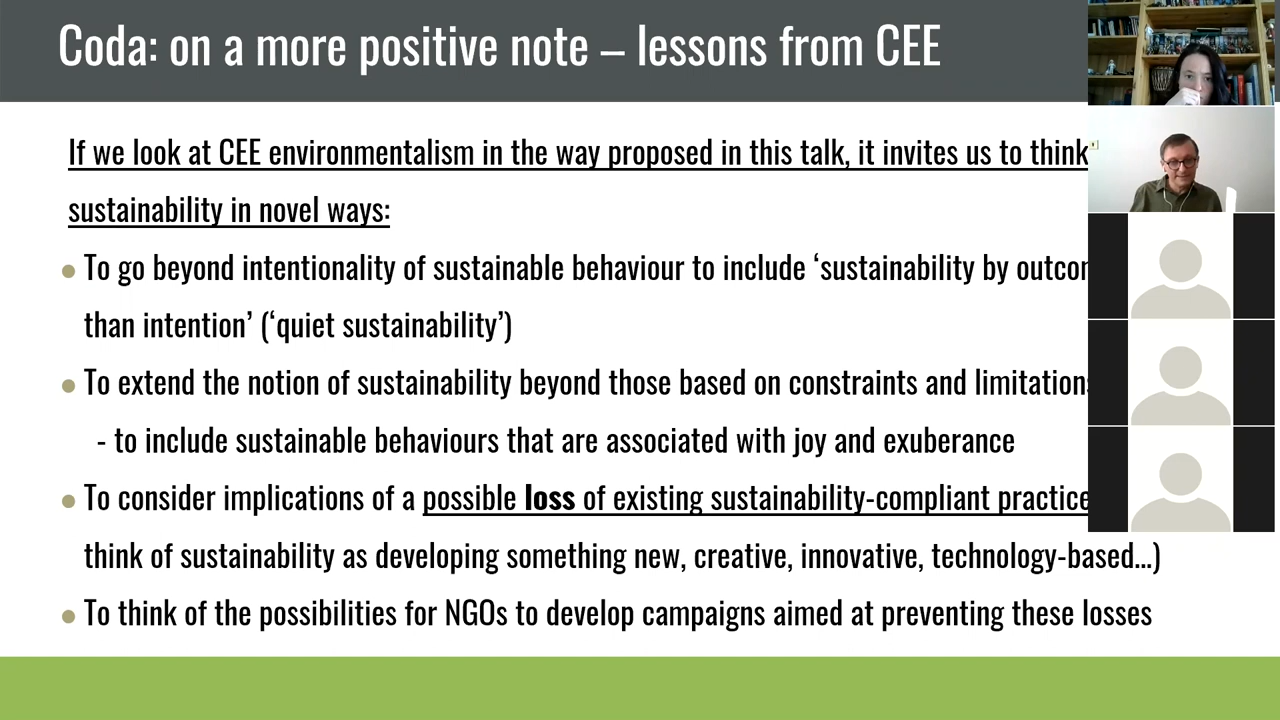 Coda: on a more positive note – lessons from CEE
If we look at CEE environmentalism in the way proposed in this talk, it invites us to think
sustainability in novel ways:
To go beyond intentionality of sustainable behaviour to include ‘sustainability by
than intention’ (‘quiet sustainability’)
To extend the notion of sustainability beyond those based on constraints and limitations
- to include sustainable behaviours that are associated with joy and exuberance
To consider implications of a possible loss of existing sustainability-compliant practice
think of sustainability as developing something new, creative, innovative, technology-based...)
To think of the possibilities for NGOs to develop campaigns aimed at preventing these losses